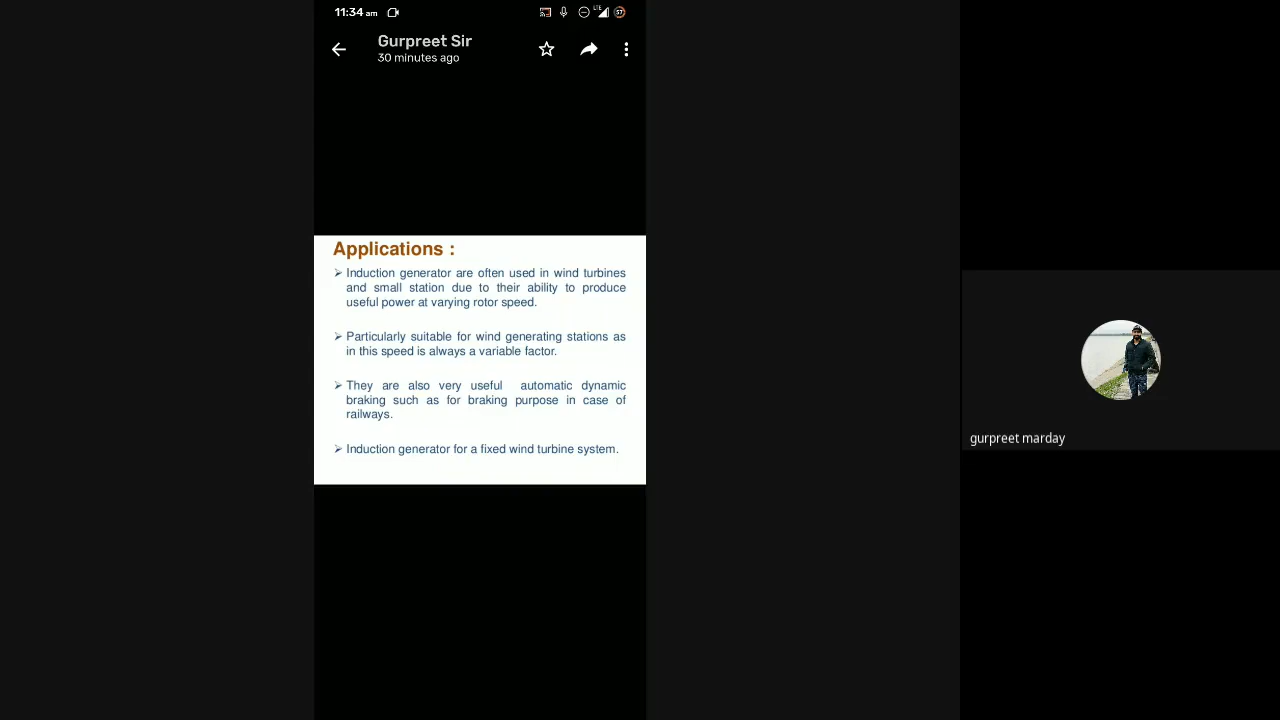 11:34 am
LTE
57
Gurpreet Sir
30 minutes ago
Applications :
➢ Induction generator are often used in wind turbines
and small station due to their ability to produce
useful power at varying rotor speed.
➢ Particularly suitable for wind generating stations as
in this speed is always a variable factor.
➢ They are also very useful automatic dynamic
braking such as for braking purpose in case of
railways.
➢ Induction generator for a fixed wind turbine system.
gurpreet marday